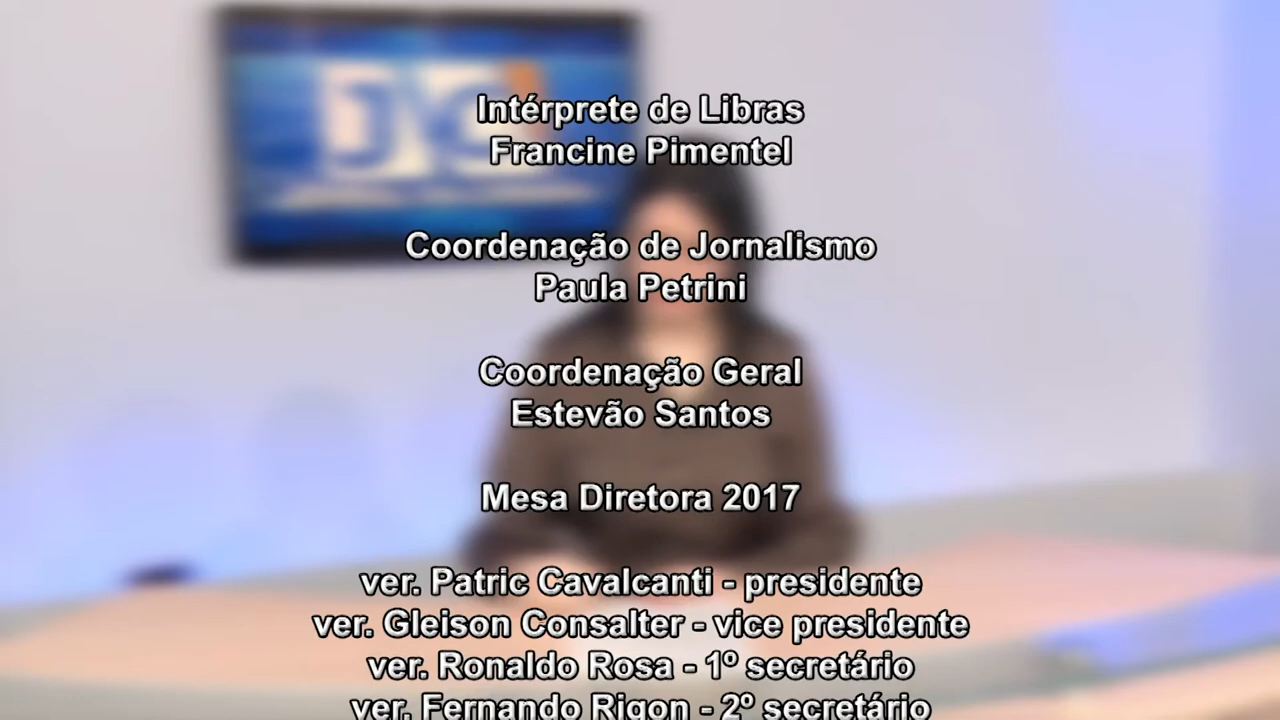 Intérprete de Libras
Francine Pimentel
Coordenação de Jornalismo
Paula Petrini
Coordenação Geral
Estevão Santos
Mesa Diretora 2017
ver. Patric Cavalcanti - presidente
ver. Gleison Consalter - vice presidente
ver. Ronaldo Rosa - 1º secretário
ver. Fernando Rigon - 2º secretário